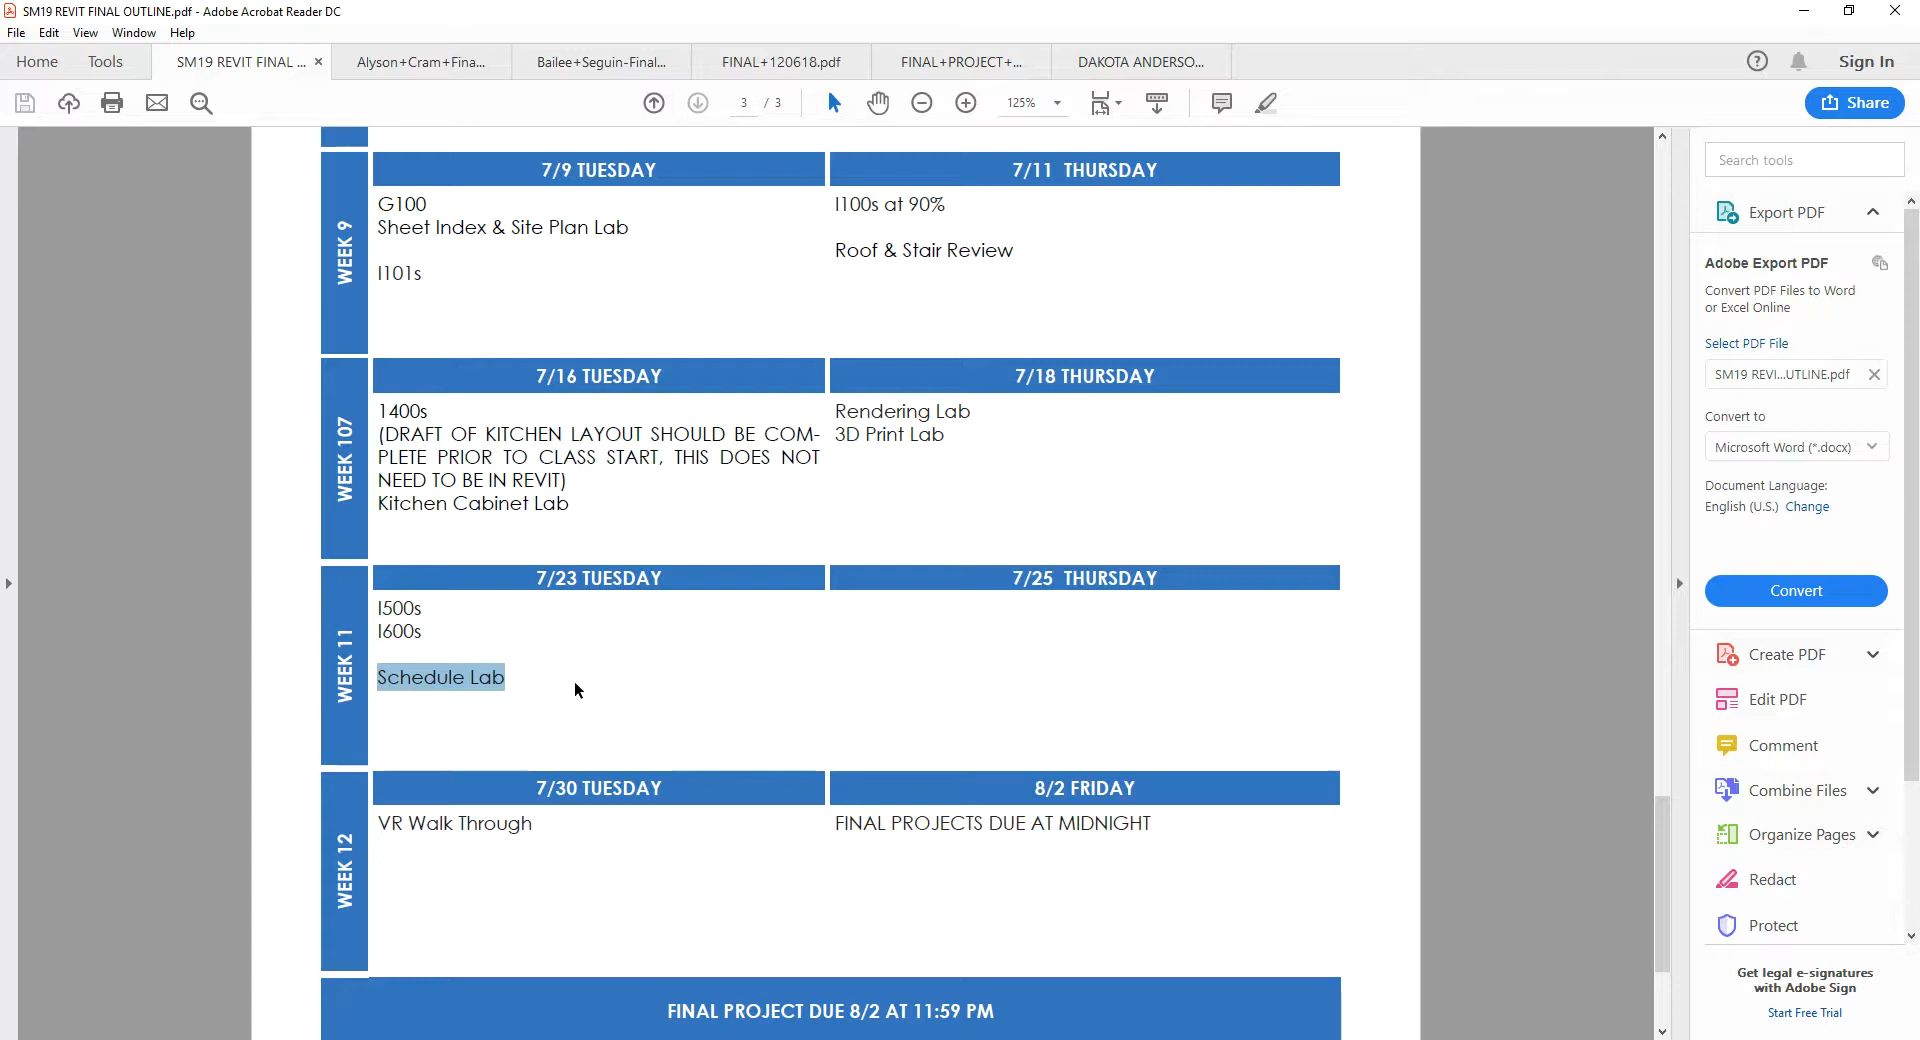 SM19 REVIT FINAL OUTLINE.pdf - Adobe Acrobat Reader DC
File Edit View Window Help
Home Tools SM19 REVIT FINAL ... × Alyson+Cram+Fina... Bailee+Seguin-Final... FINAL+120618.pdf FINAL+PROJECT+... DAKOTA ANDERSO... Sign In
3 / 3 125% Share
7/9 TUESDAY 7/11 THURSDAY
WEEK 9
G100
Sheet Index & Site Plan Lab
I101s
I100s at 90%
Roof & Stair Review
7/16 TUESDAY 7/18 THURSDAY
WEEK 107
1400s
(DRAFT OF KITCHEN LAYOUT SHOULD BE COM-
PLETE PRIOR TO CLASS START, THIS DOES NOT
NEED TO BE IN REVIT)
Kitchen Cabinet Lab
Rendering Lab
3D Print Lab
7/23 TUESDAY 7/25 THURSDAY
WEEK 11
I500s
I600s
Schedule Lab
7/30 TUESDAY 8/2 FRIDAY
WEEK 12
VR Walk Through
FINAL PROJECTS DUE AT MIDNIGHT
FINAL PROJECT DUE 8/2 AT 11:59 PM
Search tools
Export PDF
Adobe Export PDF
Convert PDF Files to Word
or Excel Online
Select PDF File
SM19 REVI...UTLINE.pdf
Convert to
Microsoft Word (*.docx)
Document Language:
English (U.S.) Change
Convert
Create PDF
Edit PDF
Comment
Combine Files
Organize Pages
Redact
Protect
Get legal e-signatures
with Adobe Sign
Start Free Trial